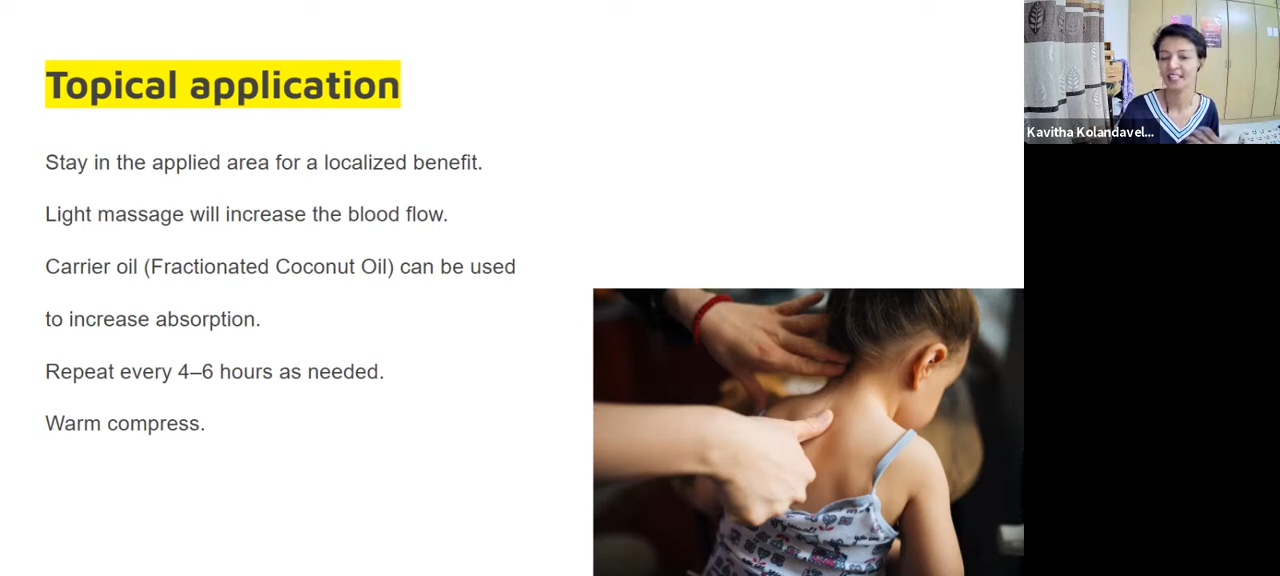 Topical application
Stay in the applied area for a localized benefit.
Light massage will increase the blood flow.
Carrier oil (Fractionated Coconut Oil) can be used
to increase absorption.
Repeat every 4–6 hours as needed.
Warm compress.
Kavitha Kolandavel...